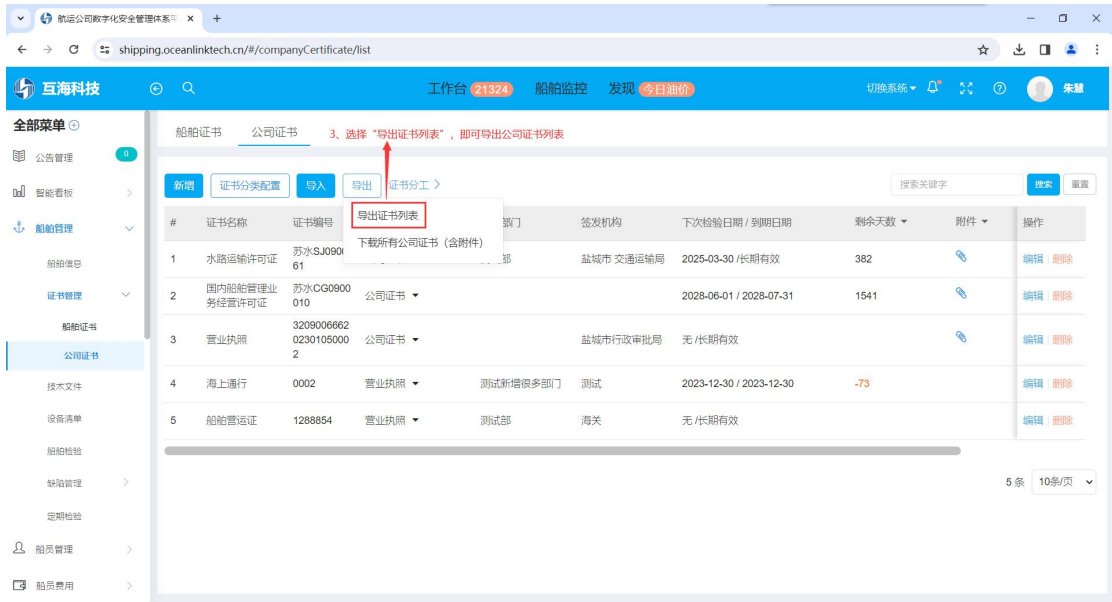 航运公司数字化安全管理体系平
shipping.oceanlinktech.cn/#/companyCertificate/list
互海科技
工作台 21324 船舶监控 发现 今日油价
切换系统
朱慧
全部菜单
公告管理 0
智能看板
船舶管理
船舶信息
证书管理
船舶证书
公司证书
技术文件
设备清单
船舶检验
缺陷管理
定期检验
船员管理
船员费用
船舶证书 公司证书 3、选择“导出证书列表”，即可导出公司证书列表
新增 证书分类配置 导入 导出 证书分工 搜索关键字 搜索 重置
导出证书列表
下载所有公司证书（含附件）
# 证书名称 证书编号 部门 签发机构 下次检验日期 / 到期日期 剩余天数 附件 操作
1 水路运输许可证 苏水SJ0900
61 部 盐城市 交通运输局 2025-03-30 /长期有效 382 编辑 删除
2 国内船舶管理业
务经营许可证 苏水CG0900
010 公司证书 2028-06-01 / 2028-07-31 1541 编辑 删除
3 营业执照 3209006662
0230105000
2 公司证书 盐城市行政审批局 无 /长期有效 编辑 删除
4 海上通行 0002 营业执照 测试新增很多部门 测试 2023-12-30 / 2023-12-30 -73 编辑 删除
5 船舶营运证 1288854 营业执照 测试部 海关 无 /长期有效 编辑 删除
5 条 10条/页